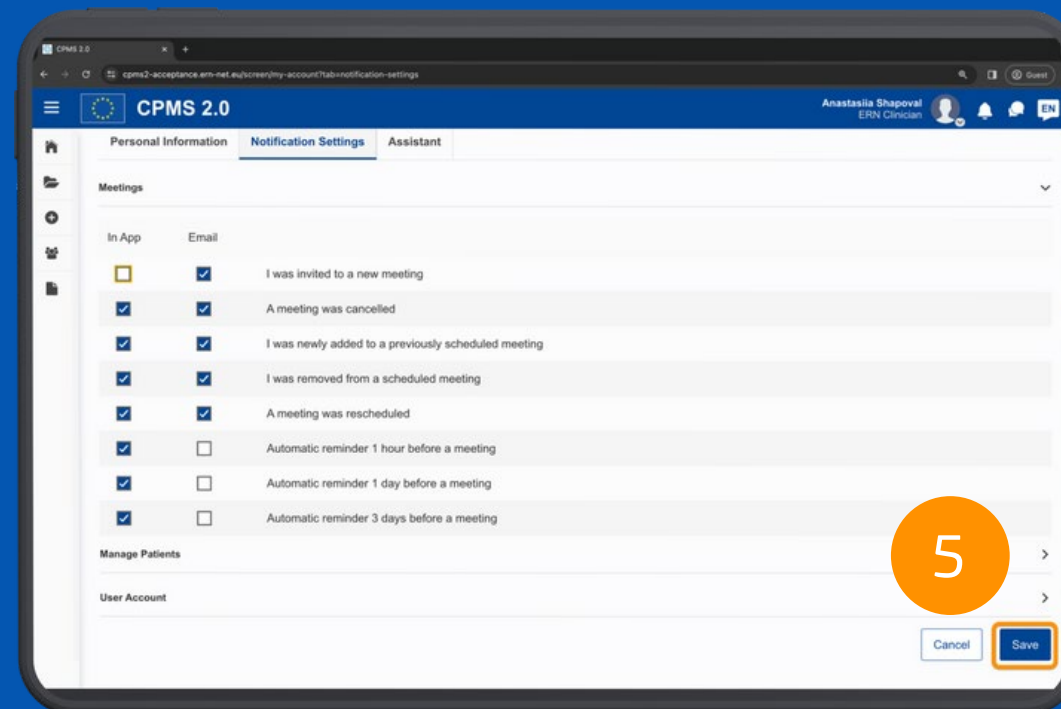 CPMS 2.0
cpms2-acceptance.ern-net.eu/screen/my-account?tab=notification-settings
Guest
CPMS 2.0
Anastasiia Shapoval
ERN Clinician
EN
Personal Information Notification Settings Assistant
Meetings
In App Email
I was invited to a new meeting
A meeting was cancelled
I was newly added to a previously scheduled meeting
I was removed from a scheduled meeting
A meeting was rescheduled
Automatic reminder 1 hour before a meeting
Automatic reminder 1 day before a meeting
Automatic reminder 3 days before a meeting
Manage Patients
5
User Account
Cancel Save